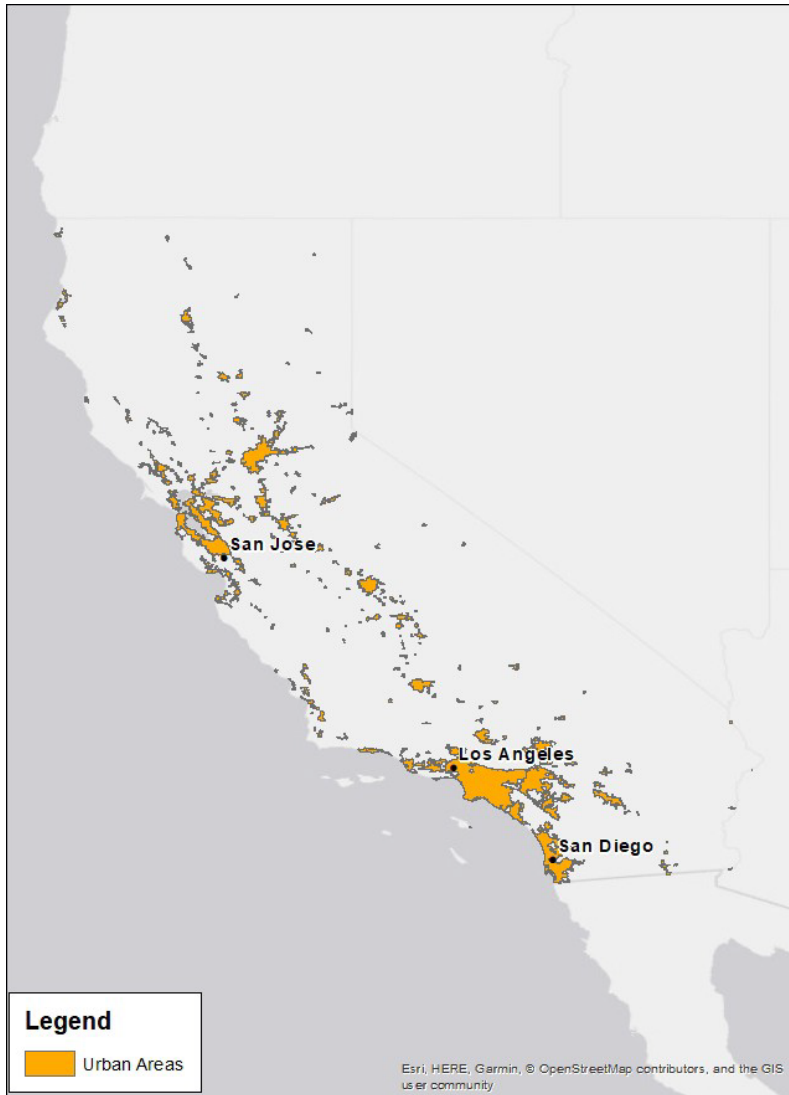 San Jose
Los Angeles
San Diego
Legend
Urban Areas
Esri, HERE, Garmin, © OpenStreetMap contributors, and the GIS
user community